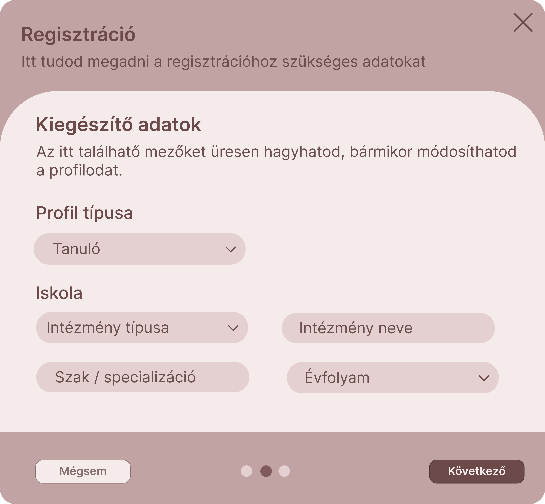 Regisztráció
Itt tudod megadni a regisztrációhoz szükséges adatokat
Kiegészítő adatok
Az itt található mezőket üresen hagyhatod, bármikor módosíthatod
a profilodat.
Profil típusa
Tanuló
Iskola
Intézmény típusa
Intézmény neve
Szak / specializáció
Évfolyam
Mégsem
Következő